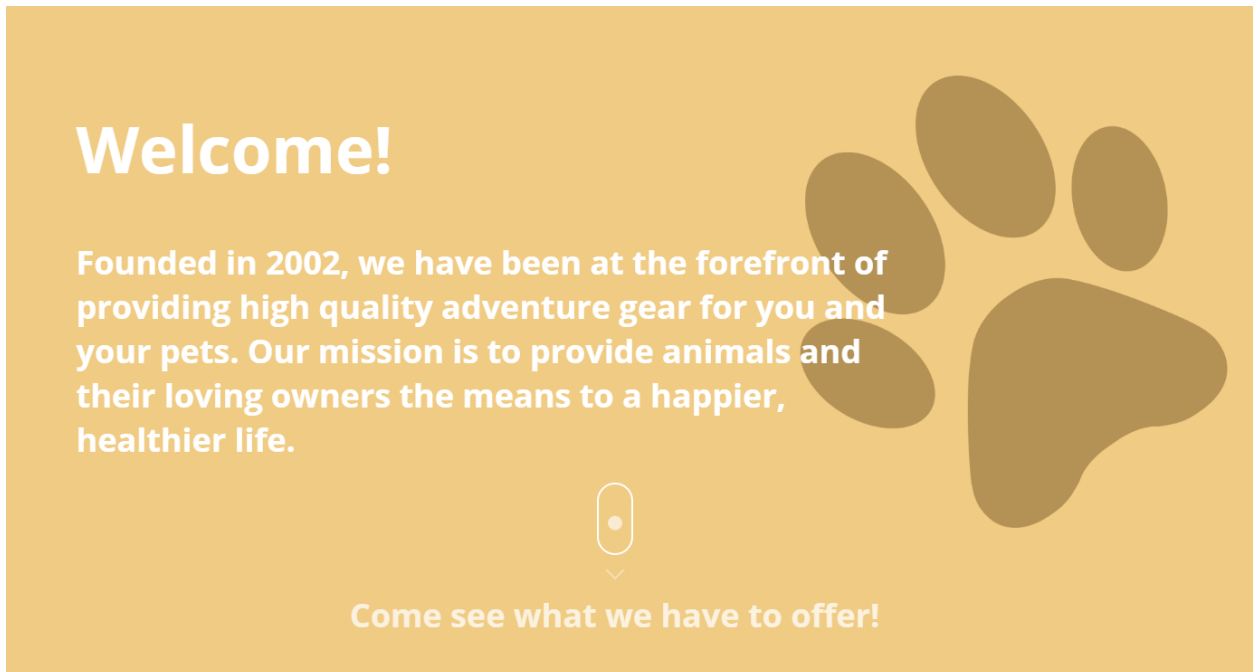 Welcome!
Founded in 2002, we have been at the forefront of
providing high quality adventure gear for you and
your pets. Our mission is to provide animals and
their loving owners the means to a happier,
healthier life.
Come see what we have to offer!